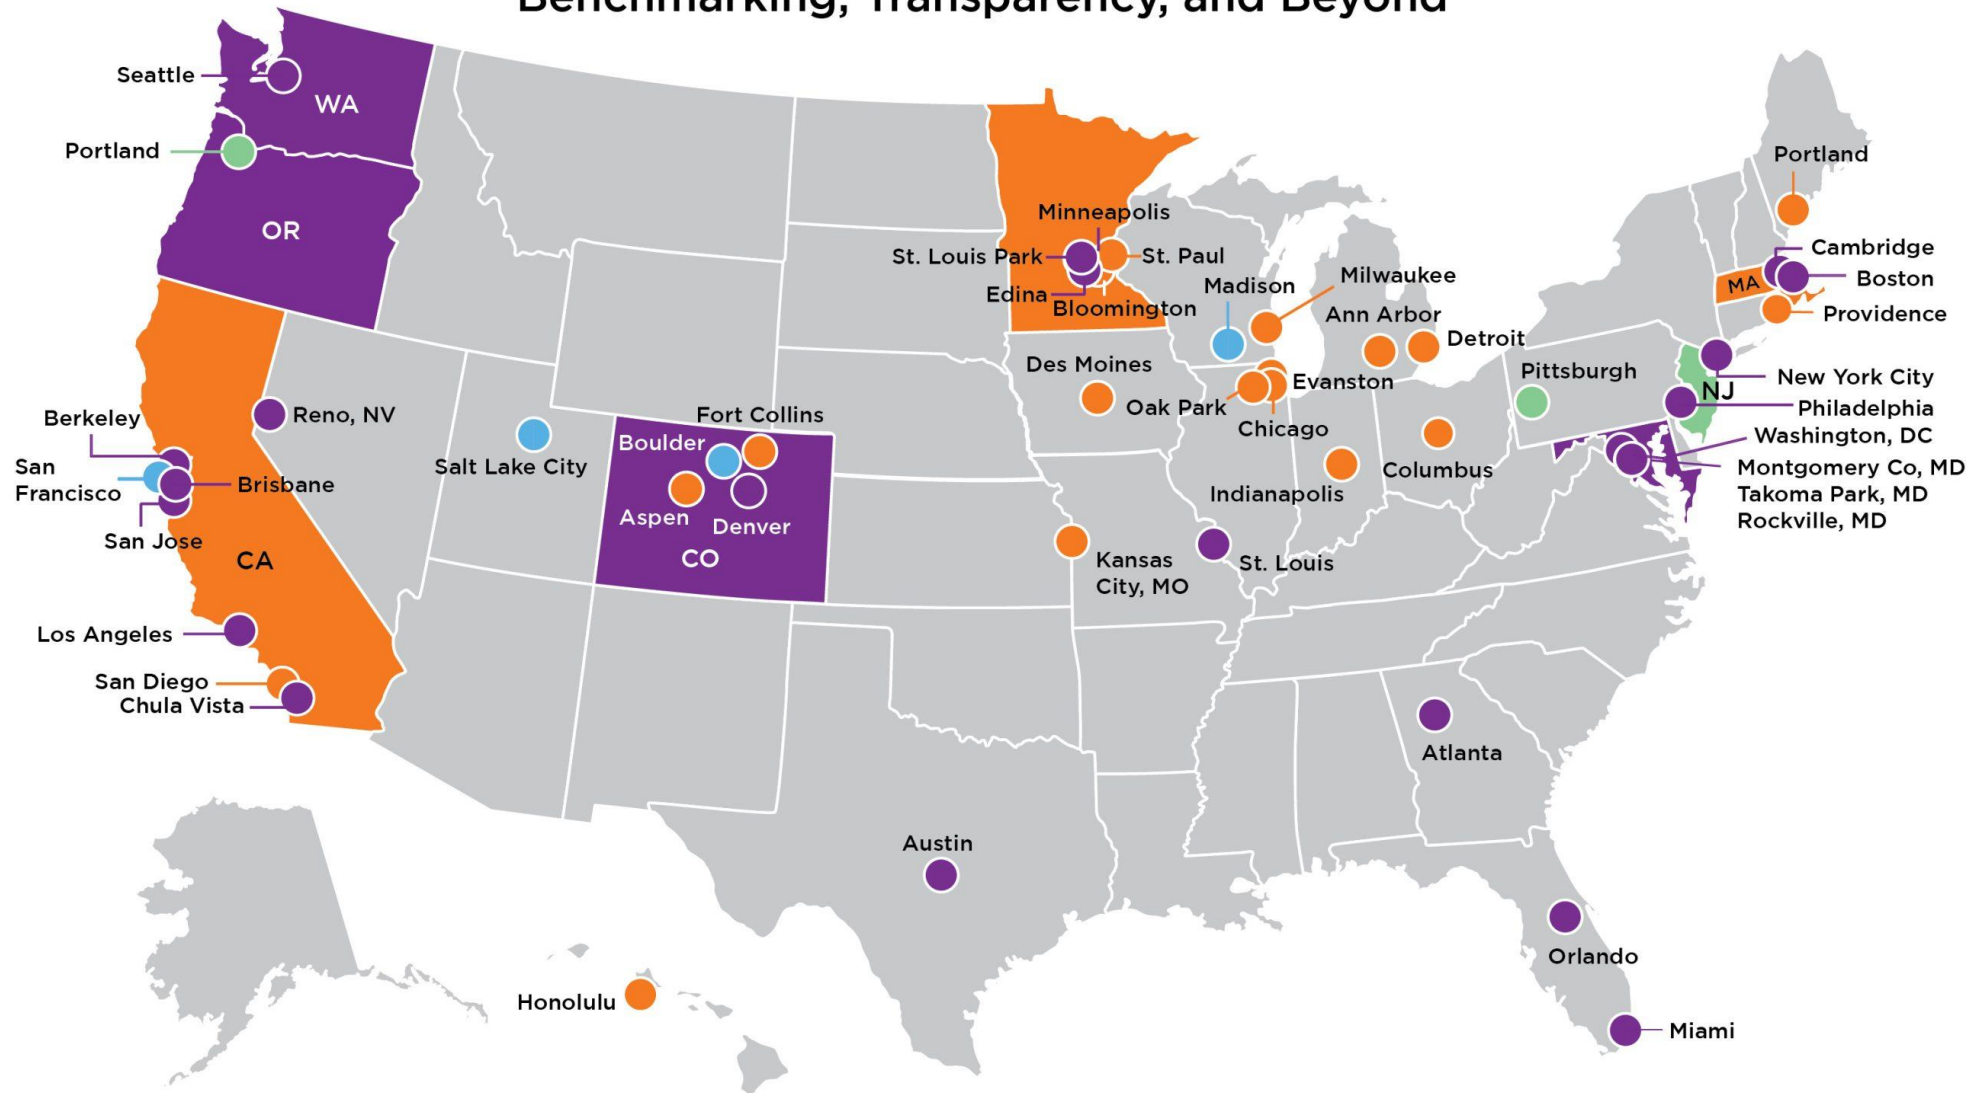 Benchmarking, Transparency, and Beyond
Seattle
WA
Portland
OR
Portland
Minneapolis
St. Louis Park
St. Paul
Edina
Bloomington
Madison
Milwaukee
Ann Arbor
Detroit
Cambridge
MA
Boston
Providence
Des Moines
Evanston
Oak Park
Chicago
Pittsburgh
NJ
New York City
Philadelphia
Washington, DC
Montgomery Co, MD
Takoma Park, MD
Rockville, MD
Berkeley
Reno, NV
San
Francisco
Brisbane
San Jose
CA
Salt Lake City
Fort Collins
Boulder
Aspen
Denver
CO
Indianapolis
Columbus
Kansas
City, MO
St. Louis
Los Angeles
San Diego
Chula Vista
Atlanta
Austin
Orlando
Honolulu
Miami